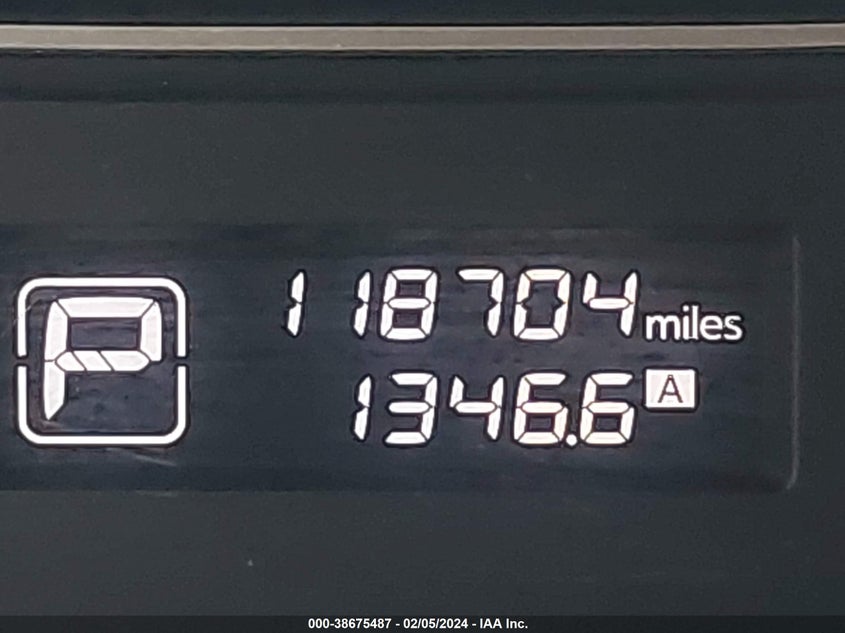 P
118704 miles
1346.6 A
000-38675487 - 02/05/2024 - IAA Inc.